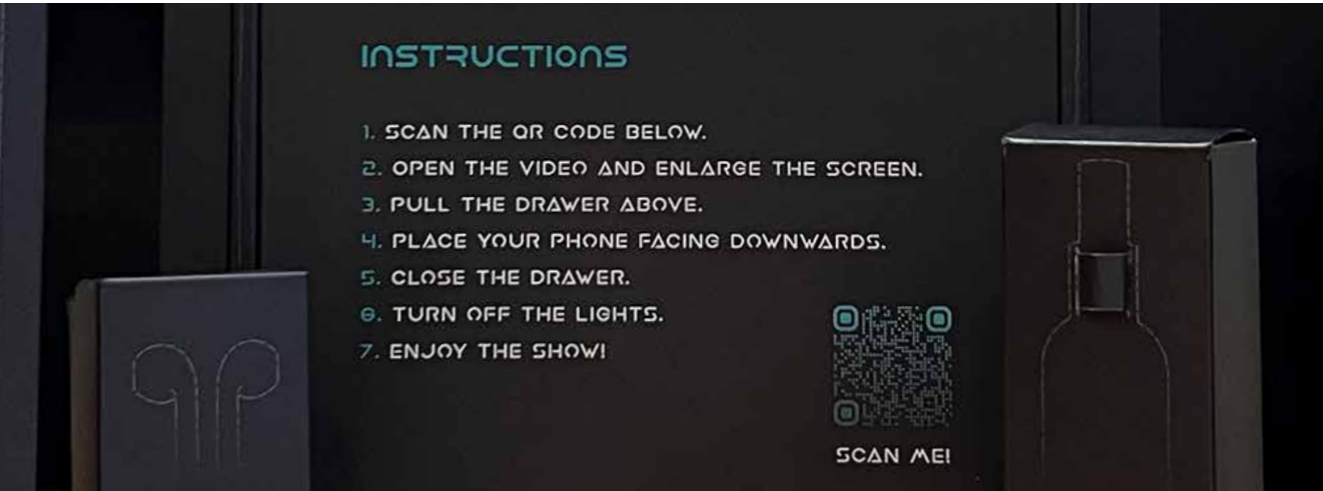 INSTRUCTIONS
1. SCAN THE QR CODE BELOW.
2. OPEN THE VIDEO AND ENLARGE THE SCREEN.
3. PULL THE DRAWER ABOVE.
4. PLACE YOUR PHONE FACING DOWNWARDS.
5. CLOSE THE DRAWER.
6. TURN OFF THE LIGHTS.
7. ENJOY THE SHOW!
SCAN ME!